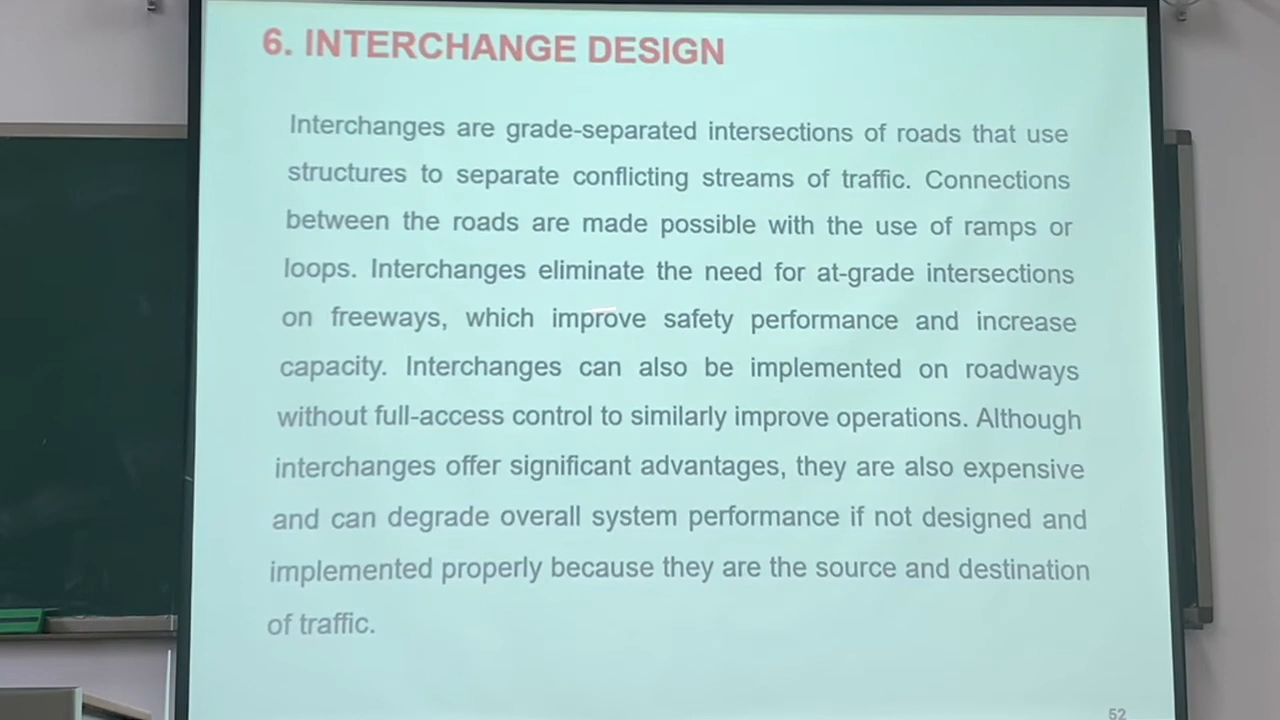 6. INTERCHANGE DESIGN
Interchanges are grade-separated intersections of roads that use
structures to separate conflicting streams of traffic. Connections
between the roads are made possible with the use of ramps or
loops. Interchanges eliminate the need for at-grade intersections
on freeways, which improve safety performance and increase
capacity. Interchanges can also be implemented on roadways
without full-access control to similarly improve operations. Although
interchanges offer significant advantages, they are also expensive
and can degrade overall system performance if not designed and
implemented properly because they are the source and destination
of traffic.
52